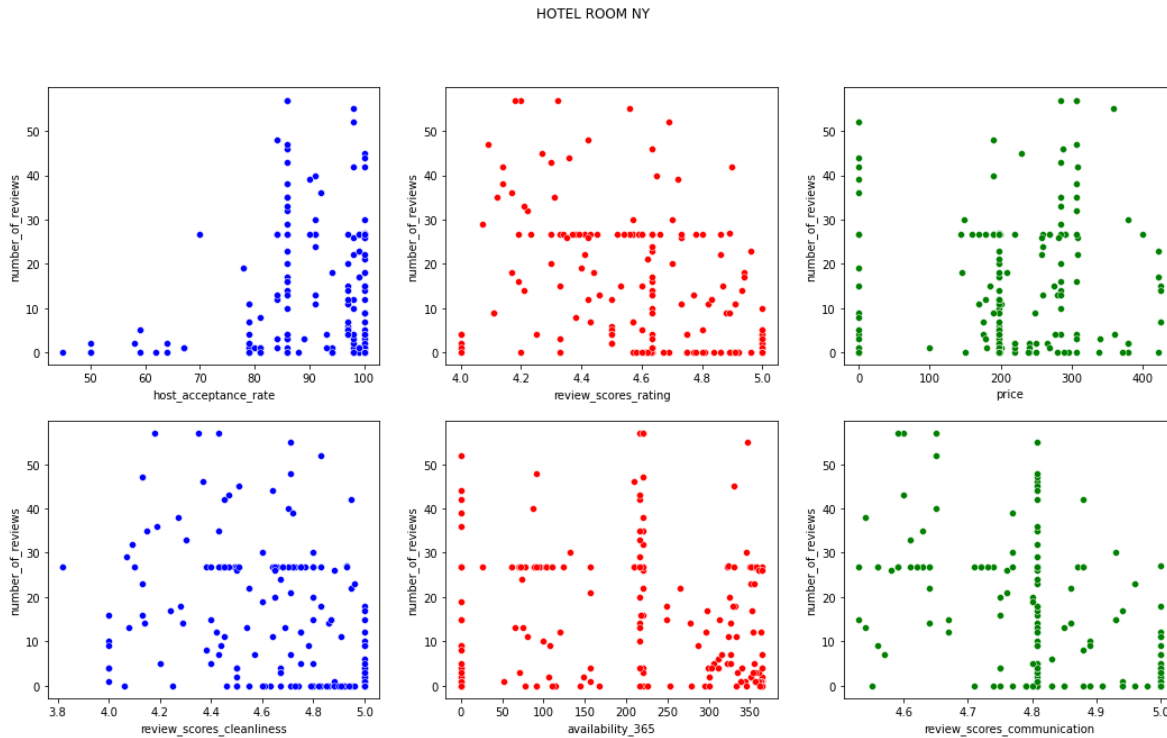 HOTEL ROOM NY
number_of_reviews
50
40
30
20
10
0
50 60 70 80 90 100
host_acceptance_rate
number_of_reviews
50
40
30
20
10
0
4.0 4.2 4.4 4.6 4.8 5.0
review_scores_rating
number_of_reviews
50
40
30
20
10
0
0 100 200 300 400
price
number_of_reviews
50
40
30
20
10
0
3.8 4.0 4.2 4.4 4.6 4.8 5.0
review_scores_cleanliness
number_of_reviews
50
40
30
20
10
0
0 50 100 150 200 250 300 350
availability_365
number_of_reviews
50
40
30
20
10
0
4.6 4.7 4.8 4.9 5.0
review_scores_communication